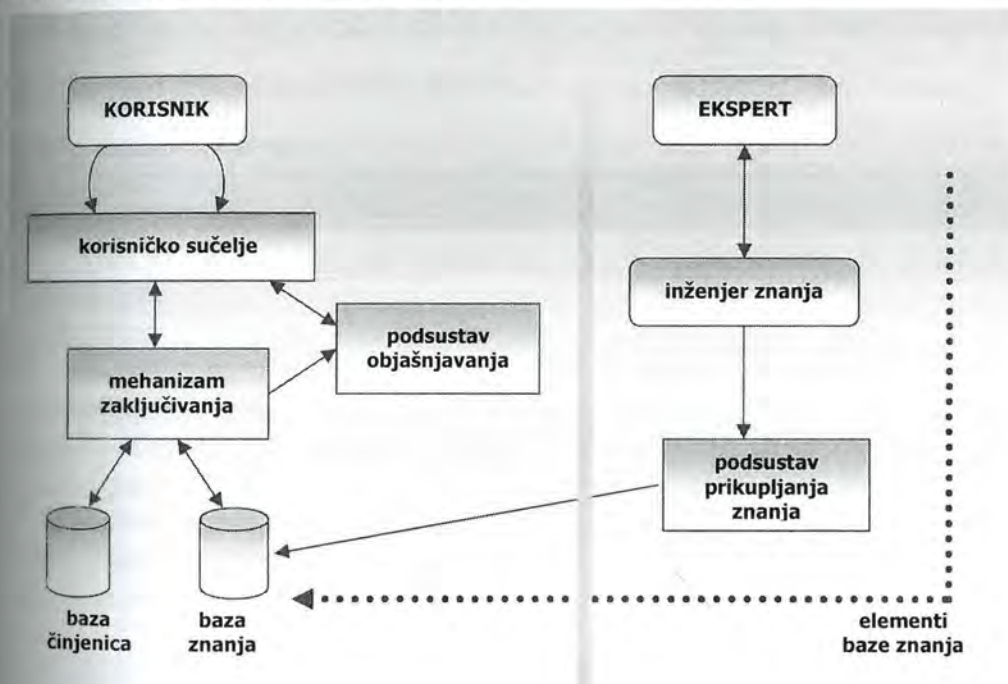 KORISNIK
EKSPERT
korisničko sučelje
inženjer znanja
podsustav
objašnjavanja
mehanizam
zaključivanja
podsustav
prikupljanja
znanja
baza
činjenica
baza
znanja
elementi
baze znanja